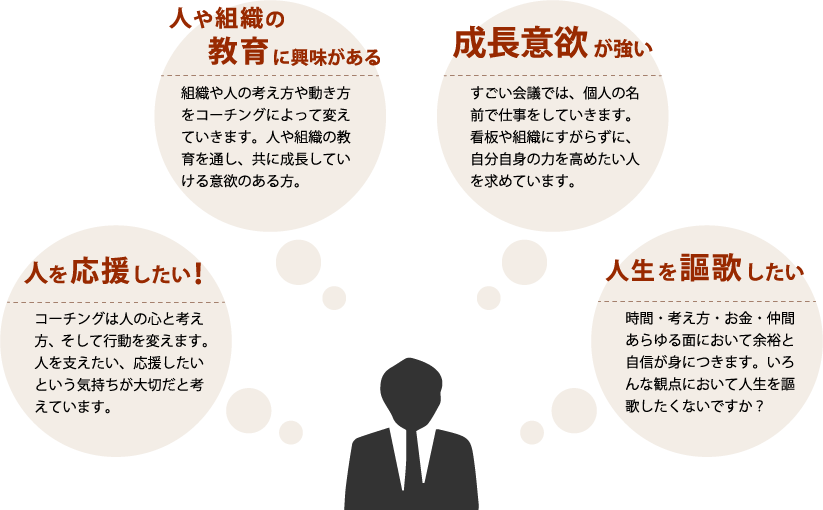 人や組織の
教育に興味がある
組織や人の考え方や動き方
をコーチングによって変え
ていきます。人や組織の教
育を通し、共に成長してい
ける意欲のある方。
成長意欲が強い
すごい会議では、個人の名
前で仕事をしていきます。
看板や組織にすがらずに、
自分自身の力を高めたい人
を求めています。
人を応援したい!
コーチングは人の心と考え
方、そして行動を変えます。
人を支えたい、応援したい
という気持ちが大切だと考
えています。
人生を謳歌したい
時間・考え方・お金・仲間
あらゆる面において余裕と
自信が身につきます。いろ
んな観点において人生を謳
歌したくないですか？